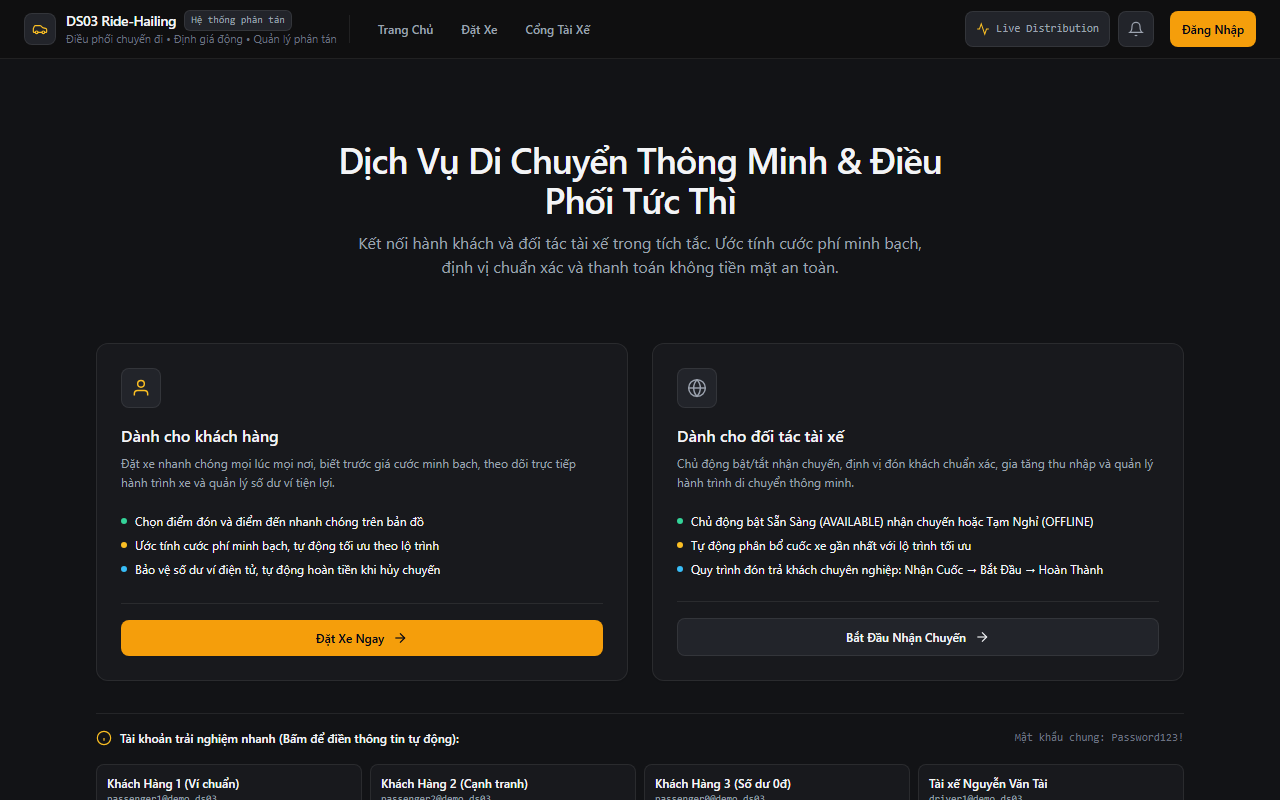 DS03 Ride-Hailing Hệ thống phân tán
Điều phối chuyến đi • Định giá động • Quản lý phân tán
Trang Chủ
Đặt Xe
Cổng Tài Xế
Live Distribution
Đăng Nhập
Dịch Vụ Di Chuyển Thông Minh & Điều
Phối Tức Thì
Kết nối hành khách và đối tác tài xế trong tích tắc. Ước tính cước phí minh bạch,
định vị chuẩn xác và thanh toán không tiền mặt an toàn.
Dành cho khách hàng
Đặt xe nhanh chóng mọi lúc mọi nơi, biết trước giá cước minh bạch, theo dõi trực tiếp
hành trình xe và quản lý số dư ví tiện lợi.
Chọn điểm đón và điểm đến nhanh chóng trên bản đồ
Ước tính cước phí minh bạch, tự động tối ưu theo lộ trình
Bảo vệ số dư ví điện tử, tự động hoàn tiền khi hủy chuyến
Đặt Xe Ngay →
Dành cho đối tác tài xế
Chủ động bật/tắt nhận chuyến, định vị đón khách chuẩn xác, gia tăng thu nhập và quản lý
hành trình di chuyển thông minh.
Chủ động bật Sẵn Sàng (AVAILABLE) nhận chuyến hoặc Tạm Nghỉ (OFFLINE)
Tự động phân bổ cuốc xe gần nhất với lộ trình tối ưu
Quy trình đón trả khách chuyên nghiệp: Nhận Cuốc → Bắt Đầu → Hoàn Thành
Bắt Đầu Nhận Chuyến →
Tài khoản trải nghiệm nhanh (Bấm để điền thông tin tự động):
Mật khẩu chung: Password123!
Khách Hàng 1 (Ví chuẩn)
passenger1@demo.ds03
Khách Hàng 2 (Cạnh tranh)
passenger2@demo.ds03
Khách Hàng 3 (Số dư 0đ)
passenger0@demo.ds03
Tài xế Nguyễn Văn Tài
driver1@demo.ds03